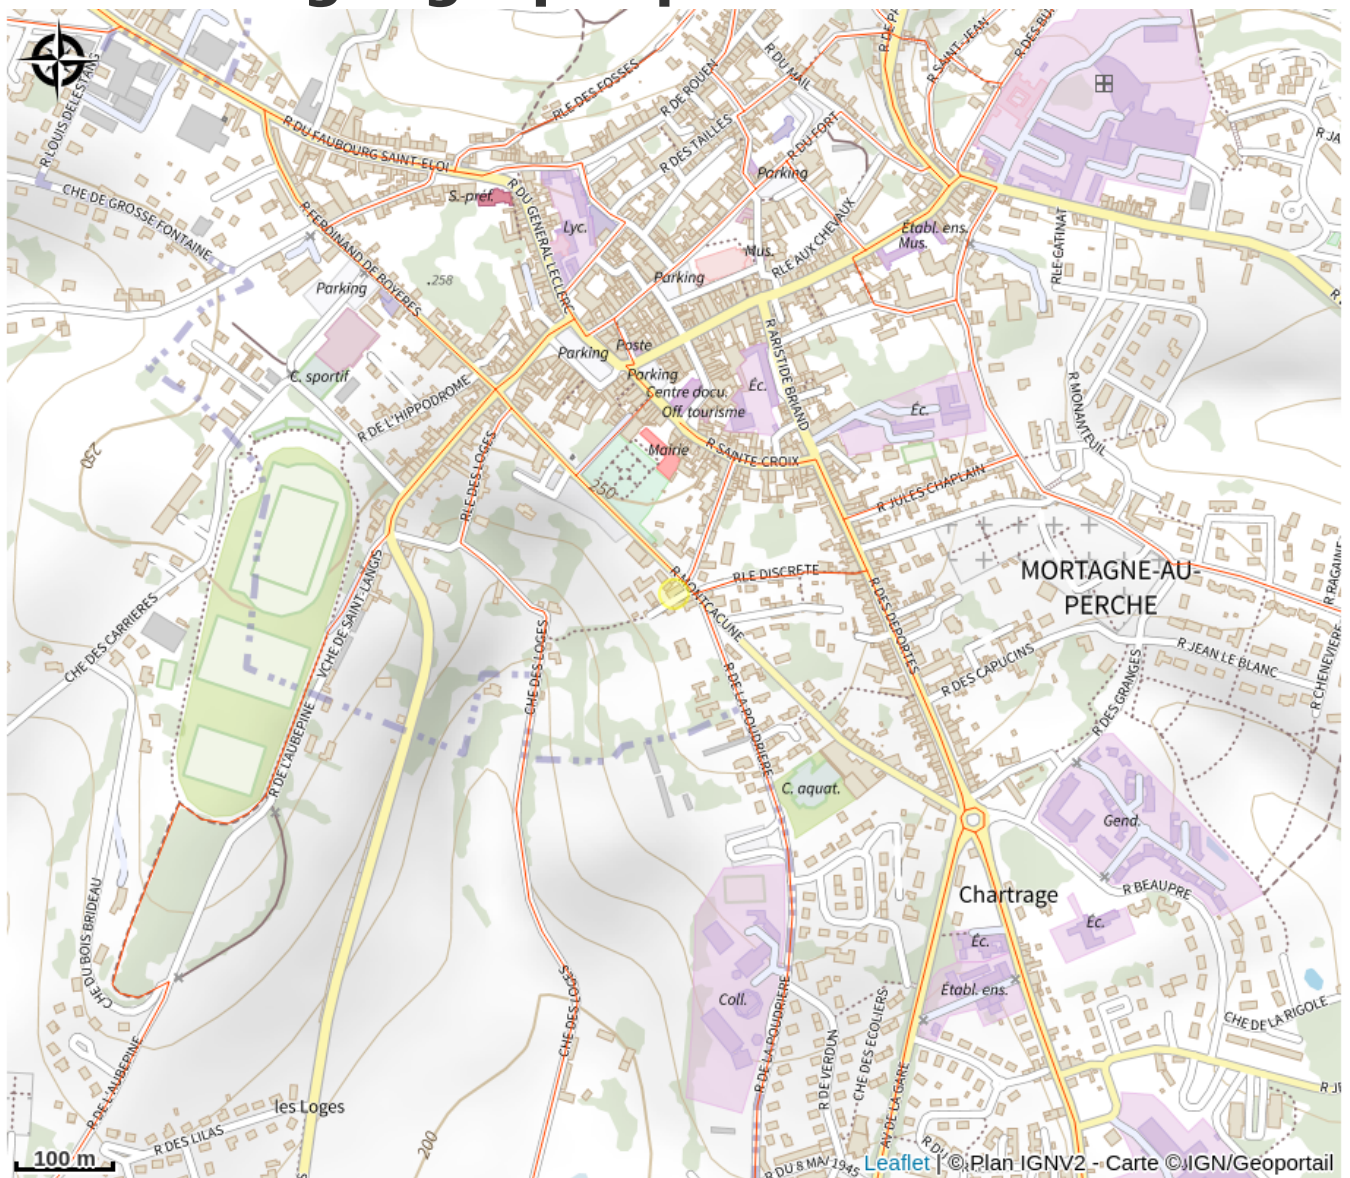 R DU MAIL
R DE ROUEN
R SAINT-JEAN
R LOUIS DELESTANG
RLE DES FOSSES
R DU FAUBOURG SAINT-ELOI
R DES TAILLES
R DU FORT
Parking
CHE DE GROSSE FONTAINE
S.-préf.
R DU GENERAL LECLERC
Lyc.
Etabl. ens.
Mus.
RLE CATINAT
R FERDINAND DE BOYERES
Mus.
RLE AUX CHEVAUX
258
Parking
Parking
Poste
Parking
R ARISTIDE BRIAND
C. sportif
Parking
Centre docu.
Éc.
Off. tourisme
Éc.
R MONANTEUIL
R DE L'HIPPODROME
RLE DES LOGES
Mairie
R SAINTE-CROIX
250
250
R JULES CHAPLAIN
MORTAGNE-AU-
PERCHE
RLE DISCRETE
R MONTCACUNE
R DES DEPORTES
R RAGAINE
CHE DES CARRIERES
V CHE DE SAINT-LANGIS
CHE DES LOGES
R DES CAPUCINS
R JEAN LE BLANC
R CHENEVIERE
R DES GRANGES
R DE L'AUBEPINE
R DE LA POUDRIERE
C. aquat.
Gend.
R BEAUPRE
Chartrage
Éc.
Éc.
CHE DU BOIS BRIDEAU
Coll.
Établ. ens.
CHE DES LOGES
R DE LA POUDRIERE
R DE VERDUN
CHE DES ECOLIERS
CHE DE LA RIGOLE
R DE L'AUBEPINE
les Loges
R DES LILAS
200
AV DE LA GARE
R DU 8 MAI 1945
100 m
Leaflet | © Plan IGNV2 - Carte © IGN/Geoportail